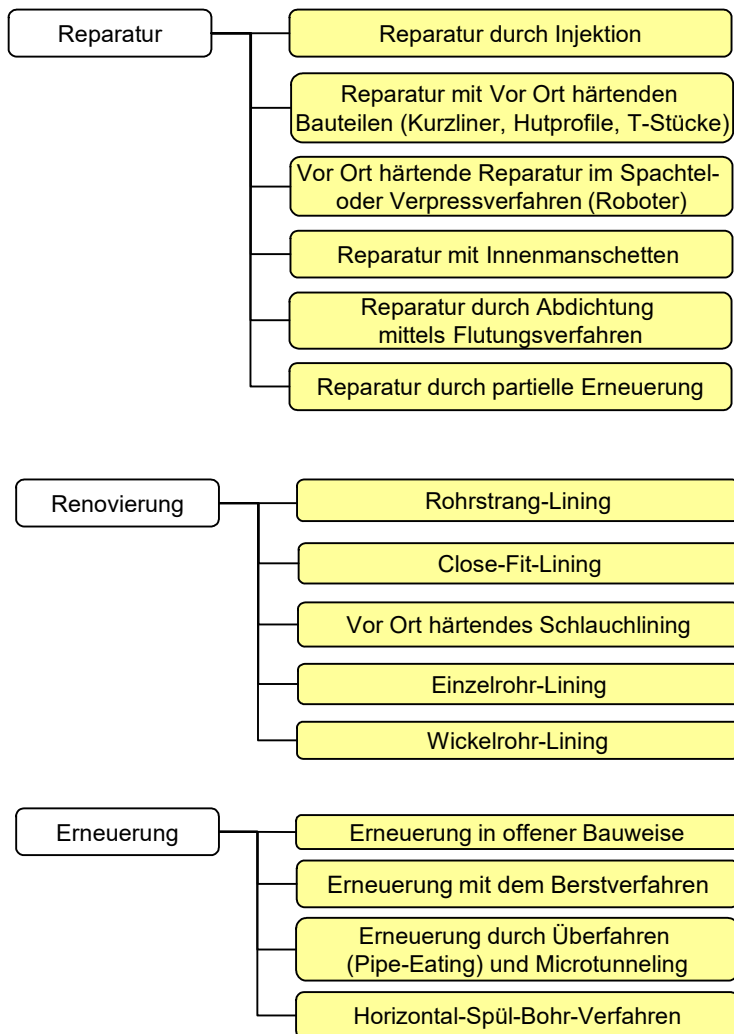 Reparatur
Reparatur durch Injektion
Reparatur mit Vor Ort härtenden
Bauteilen (Kurzliner, Hutprofile, T-Stücke)
Vor Ort härtende Reparatur im Spachtel-
oder Verpressverfahren (Roboter)
Reparatur mit Innenmanschetten
Reparatur durch Abdichtung
mittels Flutungsverfahren
Reparatur durch partielle Erneuerung
Renovierung
Rohrstrang-Lining
Close-Fit-Lining
Vor Ort härtendes Schlauchlining
Einzelrohr-Lining
Wickelrohr-Lining
Erneuerung
Erneuerung in offener Bauweise
Erneuerung mit dem Berstverfahren
Erneuerung durch Überfahren
(Pipe-Eating) und Microtunneling
Horizontal-Spül-Bohr-Verfahren